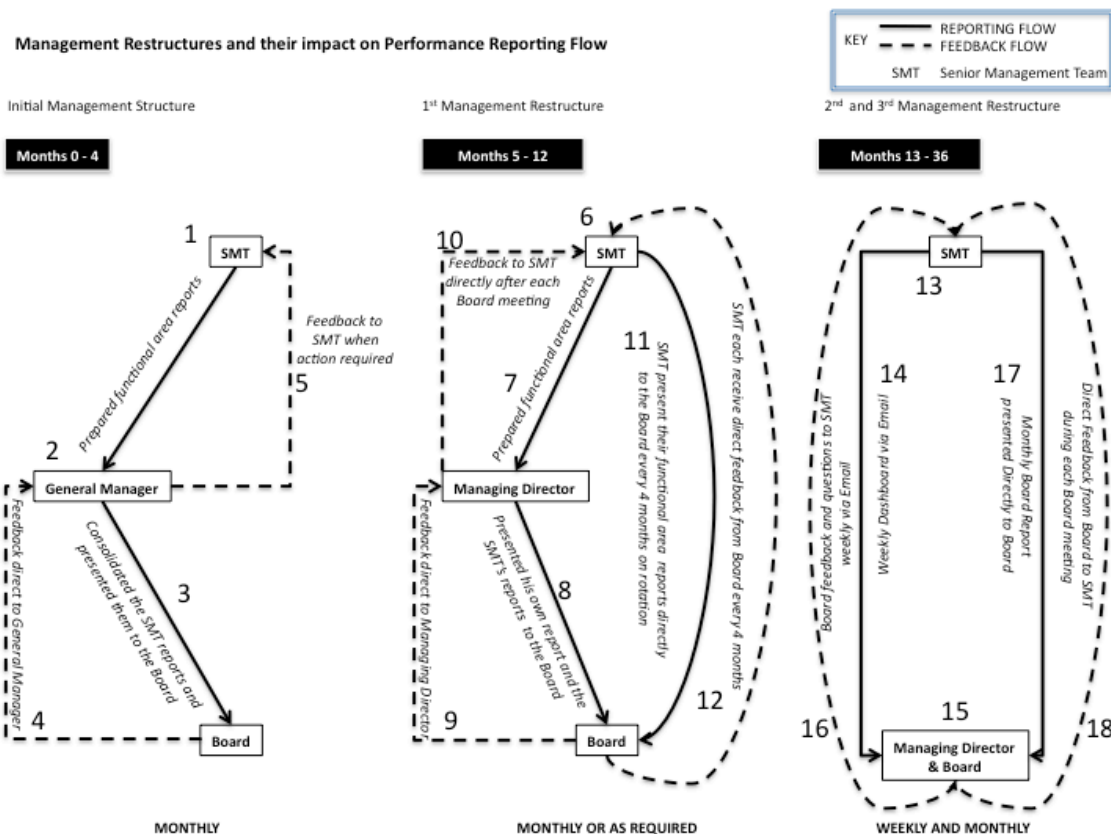 Management Restructures and their impact on Performance Reporting Flow
KEY
REPORTING FLOW
FEEDBACK FLOW
SMT Senior Management Team
Initial Management Structure
Months 0 - 4
1
SMT
Prepared functional area reports
Feedback to
SMT when
action required
5
2
General Manager
Feedback direct to General Manager
Consolidated the SMT reports and
presented them to the Board
3
4
Board
MONTHLY
1st Management Restructure
Months 5 - 12
6
10
SMT
Feedback to SMT
directly after each
Board meeting
Prepared functional area reports
7
11
SMT present their functional area reports directly
to the Board every 4 months on rotation
SMT each receive direct feedback from Board every 4 months
Managing Director
Feedback direct to Managing Director
Presented his own report and the
SMT's reports to the Board
8
12
9
Board
MONTHLY OR AS REQUIRED
2nd and 3rd Management Restructure
Months 13 - 36
SMT
13
14
17
Board feedback and questions to SMT
weekly via Email
Weekly Dashboard via Email
Monthly Board Report
presented Directly to Board
Direct Feedback from Board to SMT
during each Board meeting
15
16
18
Managing Director
& Board
WEEKLY AND MONTHLY